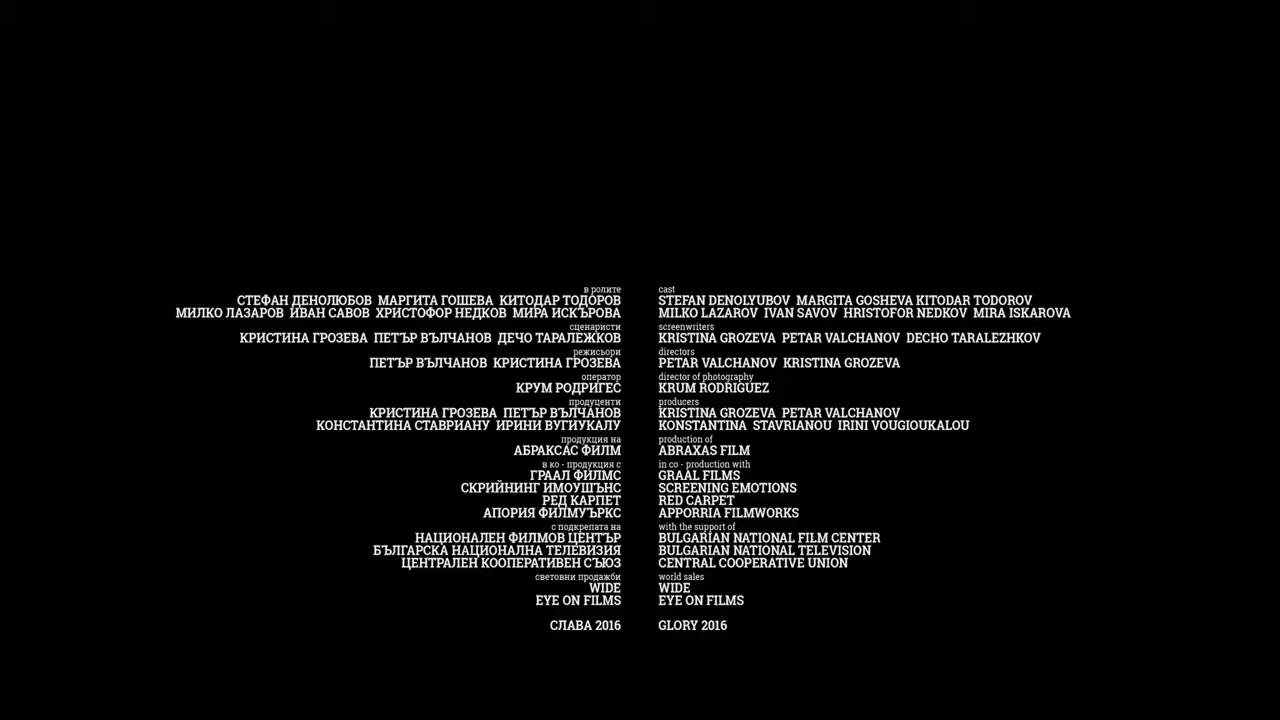 в ролите
СТЕФАН ДЕНОЛЮБОВ МАРГИТА ГОШЕВА КИТОДАР ТОДОРОВ
МИЛКО ЛАЗАРОВ ИВАН САВОВ ХРИСТОФОР НЕДКОВ МИРА ИСКЪРОВА
сценаристи
КРИСТИНА ГРОЗЕВА ПЕТЪР ВЪЛЧАНОВ ДЕЧО ТАРАЛЕЖКОВ
режисьори
ПЕТЪР ВЪЛЧАНОВ КРИСТИНА ГРОЗЕВА
оператор
КРУМ РОДРИГЕС
продуценти
КРИСТИНА ГРОЗЕВА ПЕТЪР ВЪЛЧАНОВ
КОНСТАНТИНА СТАВРИАНУ ИРИНИ ВУГИУКАЛУ
продукция на
АБРАКСАС ФИЛМ
в ко - продукция с
ГРААЛ ФИЛМС
СКРИЙНИНГ ИМОУШЪНС
РЕД КАРПЕТ
АПОРИЯ ФИЛМУЪРКС
с подкрепата на
НАЦИОНАЛЕН ФИЛМОВ ЦЕНТЪР
БЪЛГАРСКА НАЦИОНАЛНА ТЕЛЕВИЗИЯ
ЦЕНТРАЛЕН КООПЕРАТИВЕН СЪЮЗ
световни продажби
WIDE
EYE ON FILMS
СЛАВА 2016
cast
STEFAN DENOLYUBOV MARGITA GOSHEVA KITODAR TODOROV
MILKO LAZAROV IVAN SAVOV HRISTOFOR NEDKOV MIRA ISKAROVA
screenwriters
KRISTINA GROZEVA PETAR VALCHANOV DECHO TARALEZHKOV
directors
PETAR VALCHANOV KRISTINA GROZEVA
director of photography
KRUM RODRIGUEZ
producers
KRISTINA GROZEVA PETAR VALCHANOV
KONSTANTINA STAVRIANOU IRINI VOUGIOUKALOU
production of
ABRAXAS FILM
in co - production with
GRAAL FILMS
SCREENING EMOTIONS
RED CARPET
APPORRIA FILMWORKS
with the support of
BULGARIAN NATIONAL FILM CENTER
BULGARIAN NATIONAL TELEVISION
CENTRAL COOPERATIVE UNION
world sales
WIDE
EYE ON FILMS
GLORY 2016